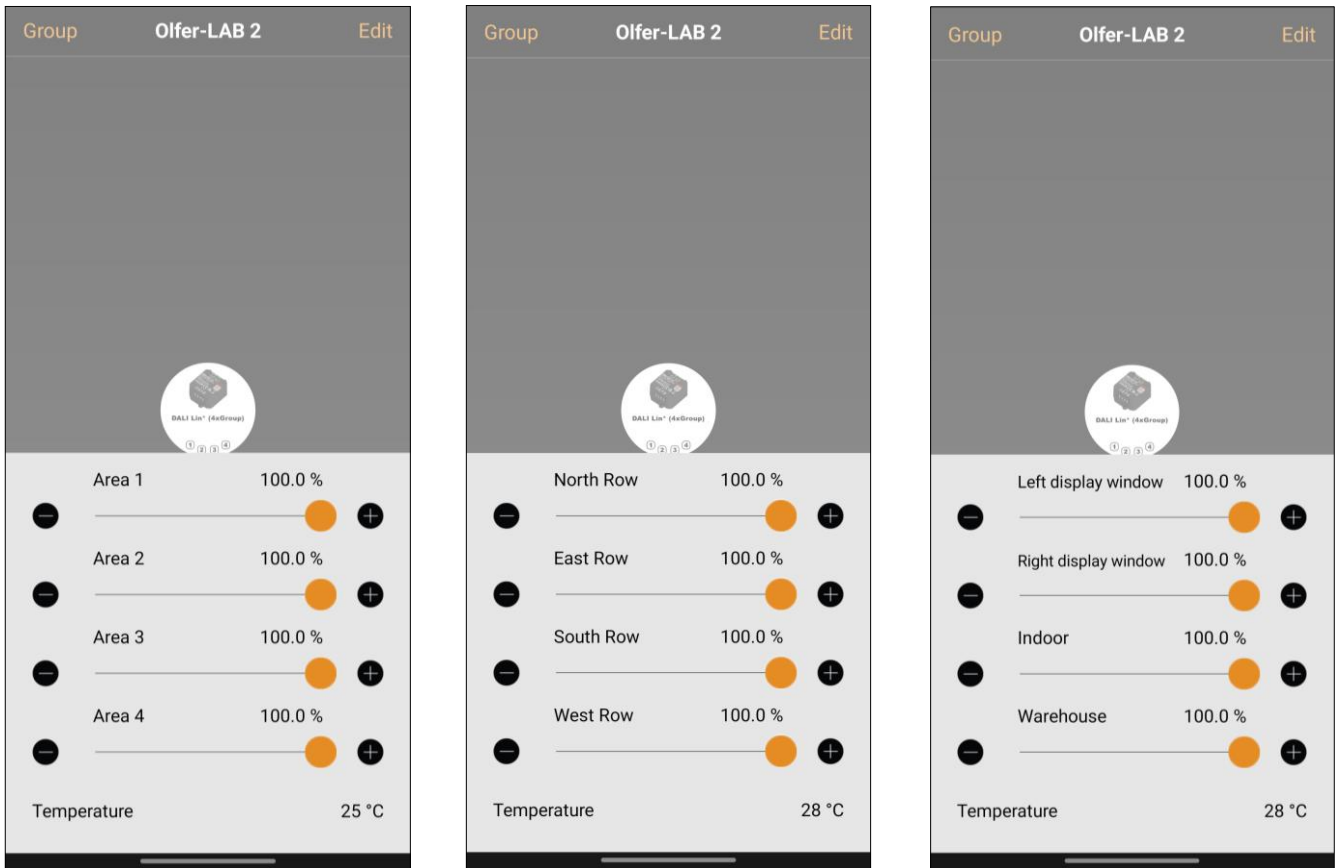 Group Olfer-LAB 2 Edit
DALI Lin* (4xGroup)
1 2 3 4
Area 1 100.0 %
Area 2 100.0 %
Area 3 100.0 %
Area 4 100.0 %
Temperature 25 °C
Group Olfer-LAB 2 Edit
DALI Lin* (4xGroup)
1 2 3 4
North Row 100.0 %
East Row 100.0 %
South Row 100.0 %
West Row 100.0 %
Temperature 28 °C
Group Olfer-LAB 2 Edit
DALI Lin* (4xGroup)
1 2 3 4
Left display window 100.0 %
Right display window 100.0 %
Indoor 100.0 %
Warehouse 100.0 %
Temperature 28 °C